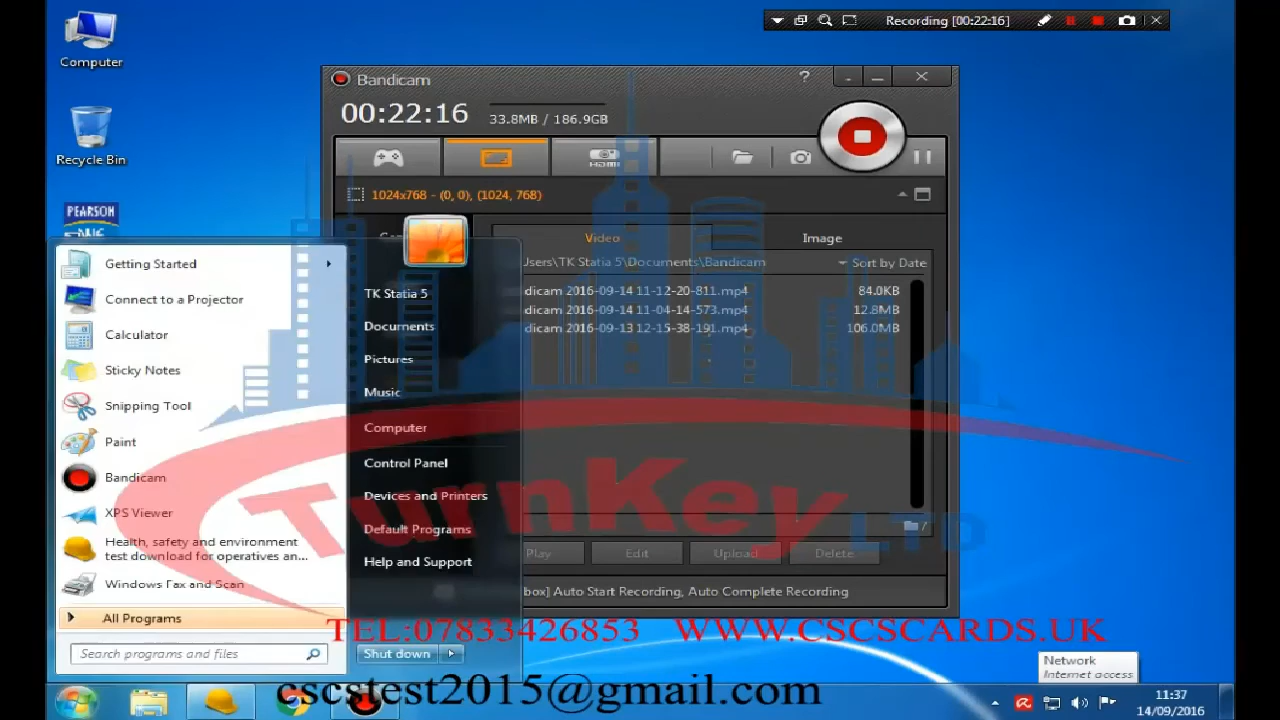 Computer
Recycle Bin
PEARSON
VUE
Recording [00:22:16]
Bandicam
?
00:22:16
33.8MB / 186.9GB
HDMI
1024x768 - (0, 0), (1024, 768)
Video
Image
Users\TK Statia 5\Documents\Bandicam
Sort by Date
dicam 2016-09-14 11-12-20-811.mp4 84.0KB
dicam 2016-09-14 11-04-14-573.mp4 12.8MB
dicam 2016-09-13 12-15-38-191.mp4 106.0MB
Play
Edit
Upload
Delete
box] Auto Start Recording, Auto Complete Recording
Getting Started
Connect to a Projector
Calculator
Sticky Notes
Snipping Tool
Paint
Bandicam
XPS Viewer
Health, safety and environment
test download for operatives an...
Windows Fax and Scan
All Programs
Search programs and files
TK Statia 5
Documents
Pictures
Music
Computer
Control Panel
Devices and Printers
Default Programs
Help and Support
Shut down
TurnKey
LTD
TEL:07833426853 WWW.CSCSCARDS.UK
cscstest2015@gmail.com
Network
Internet access
11:37
14/09/2016